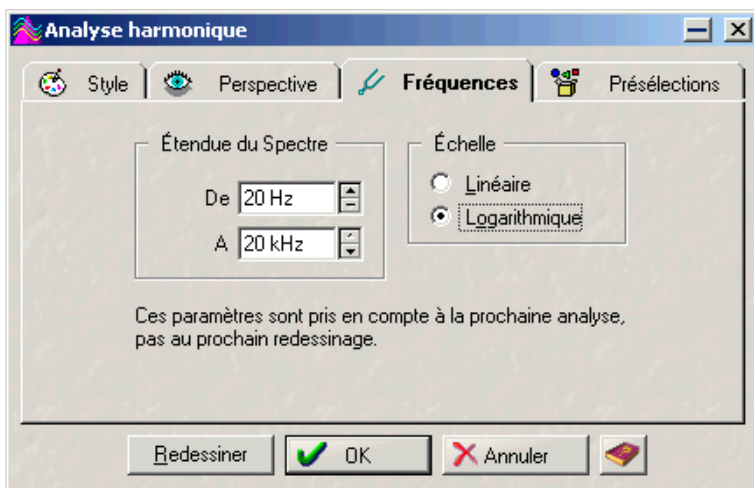 Analyse harmonique
Style Perspective Fréquences Présélections
Étendue du Spectre
De 20 Hz
A 20 kHz
Échelle
Linéaire
Logarithmique
Ces paramètres sont pris en compte à la prochaine analyse,
pas au prochain redessinage.
Redessiner OK Annuler